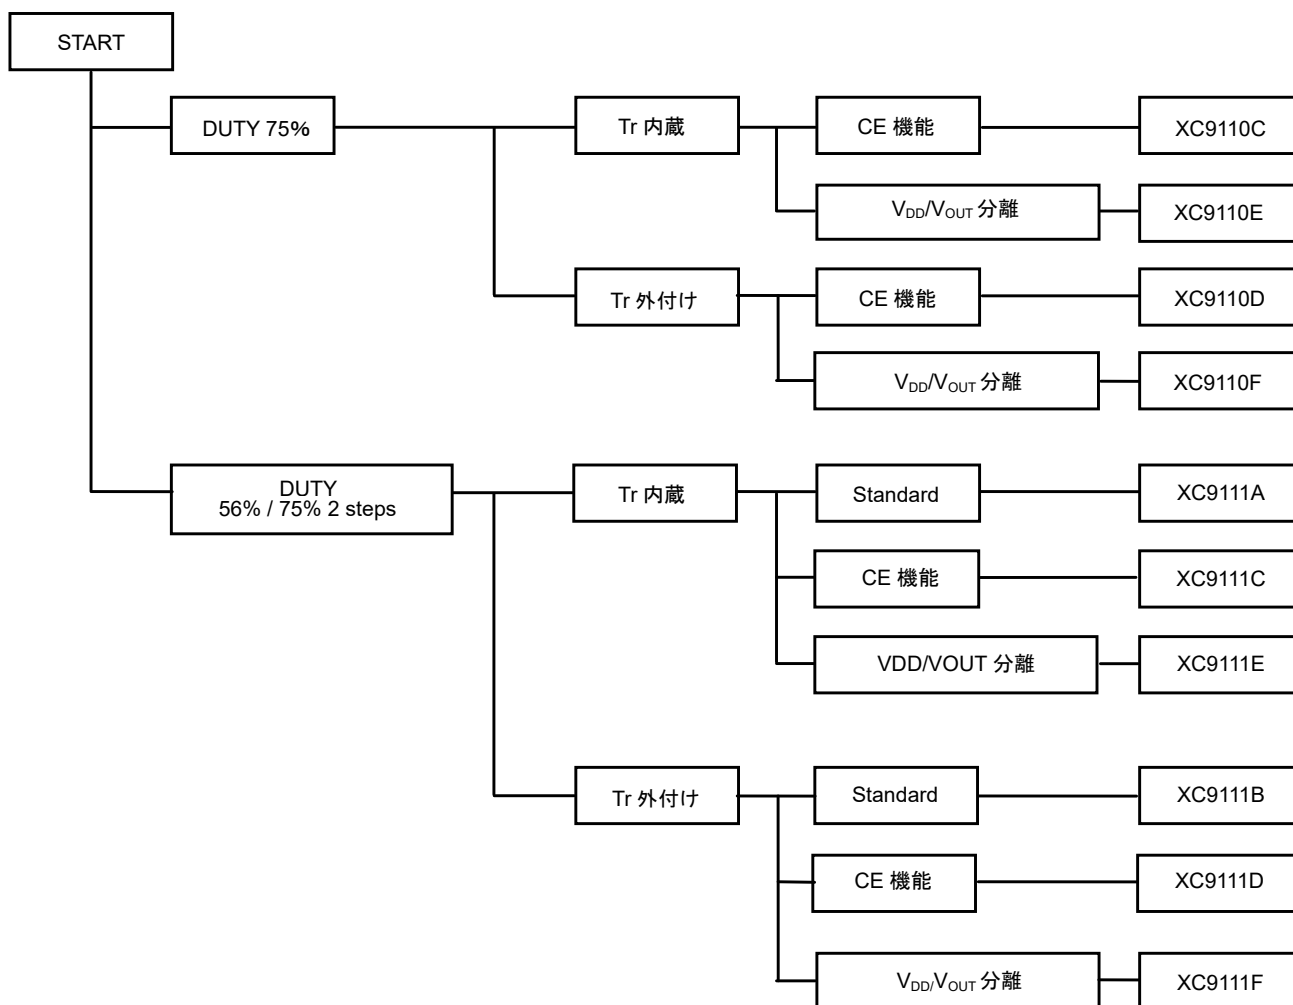 START
DUTY 75%
Tr 内蔵
CE 機能
XC9110C
VDD/VOUT 分離
XC9110E
Tr 外付け
CE 機能
XC9110D
VDD/VOUT 分離
XC9110F
DUTY
56% / 75% 2 steps
Tr 内蔵
Standard
XC9111A
CE 機能
XC9111C
VDD/VOUT 分離
XC9111E
Tr 外付け
Standard
XC9111B
CE 機能
XC9111D
VDD/VOUT 分離
XC9111F